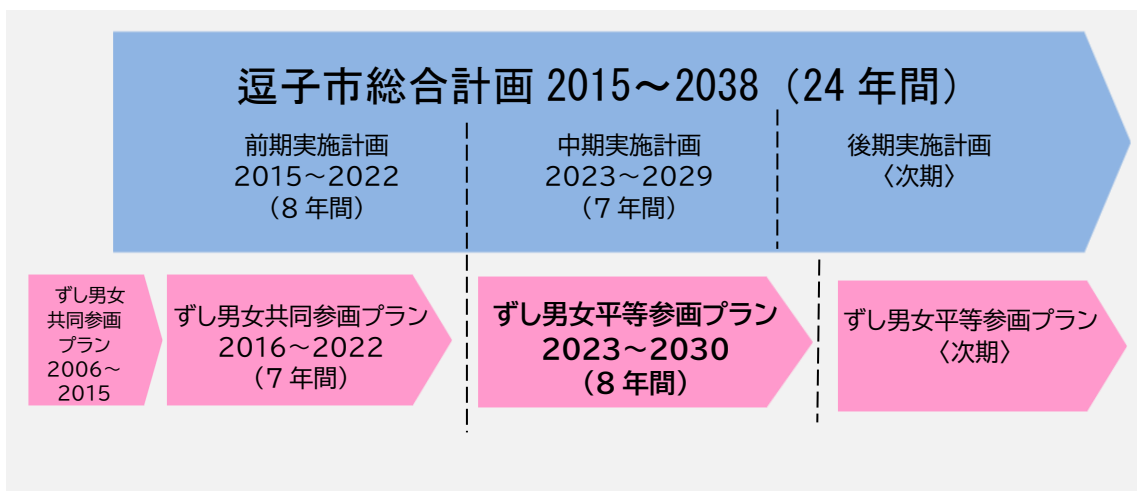 逗子市総合計画 2015～2038（24 年間）
前期実施計画
2015～2022
（8 年間）
中期実施計画
2023～2029
（7 年間）
後期実施計画
〈次期〉
ずし男女
共同参画
プラン
2006～
2015
ずし男女共同参画プラン
2016～2022
（7 年間）
ずし男女平等参画プラン
2023～2030
（8 年間）
ずし男女平等参画プラン
〈次期〉